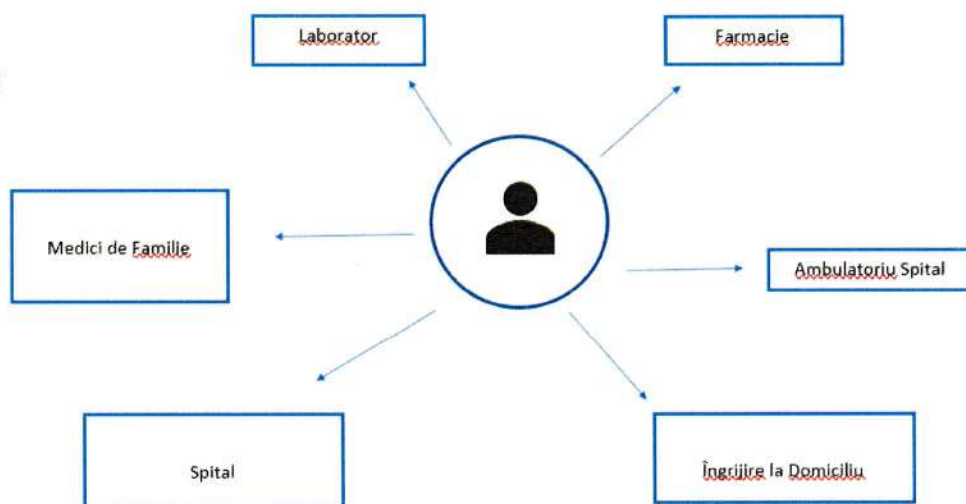 Laborator
Farmacie
Medici de Familie
Ambulatoriu Spital
Spital
Îngrijire la Domiciliu